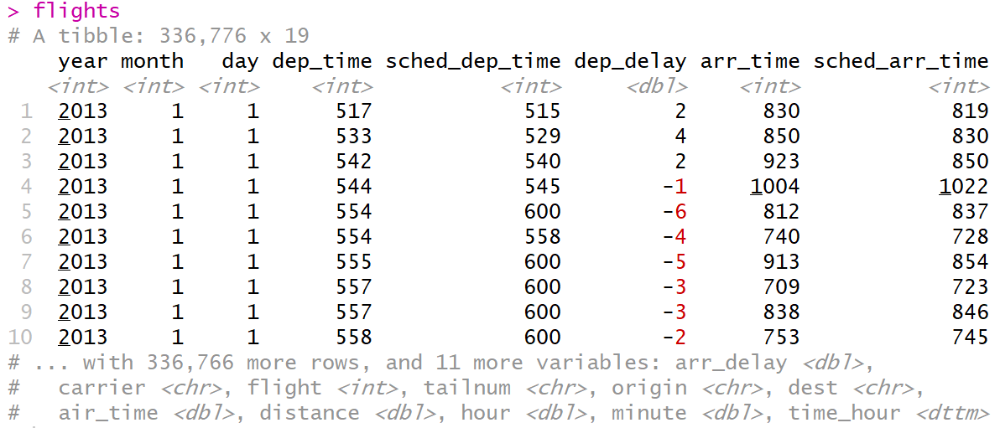 > flights
# A tibble: 336,776 x 19
year month day dep_time sched_dep_time dep_delay arr_time sched_arr_time
<int> <int> <int> <int> <int> <dbl> <int> <int>
1 2013 1 1 517 515 2 830 819
2 2013 1 1 533 529 4 850 830
3 2013 1 1 542 540 2 923 850
4 2013 1 1 544 545 -1 1004 1022
5 2013 1 1 554 600 -6 812 837
6 2013 1 1 554 558 -4 740 728
7 2013 1 1 555 600 -5 913 854
8 2013 1 1 557 600 -3 709 723
9 2013 1 1 557 600 -3 838 846
10 2013 1 1 558 600 -2 753 745
# ... with 336,766 more rows, and 11 more variables: arr_delay <dbl>,
# carrier <chr>, flight <int>, tailnum <chr>, origin <chr>, dest <chr>,
# air_time <dbl>, distance <dbl>, hour <dbl>, minute <dbl>, time_hour <dttm>